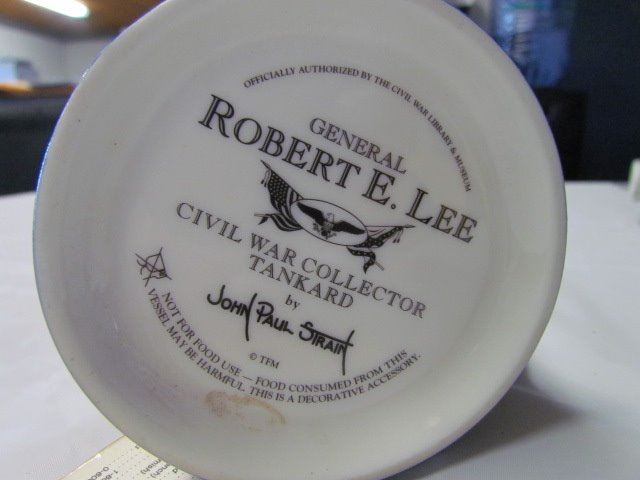 OFFICIALLY AUTHORIZED BY THE CIVIL WAR LIBRARY & MUSEUM
GENERAL
ROBERT E. LEE
CIVIL WAR COLLECTOR
TANKARD
by
JOHN PAUL STRAIN
© TFM
NOT FOR FOOD USE — FOOD CONSUMED FROM THIS
VESSEL MAY BE HARMFUL. THIS IS A DECORATIVE ACCESSORY.